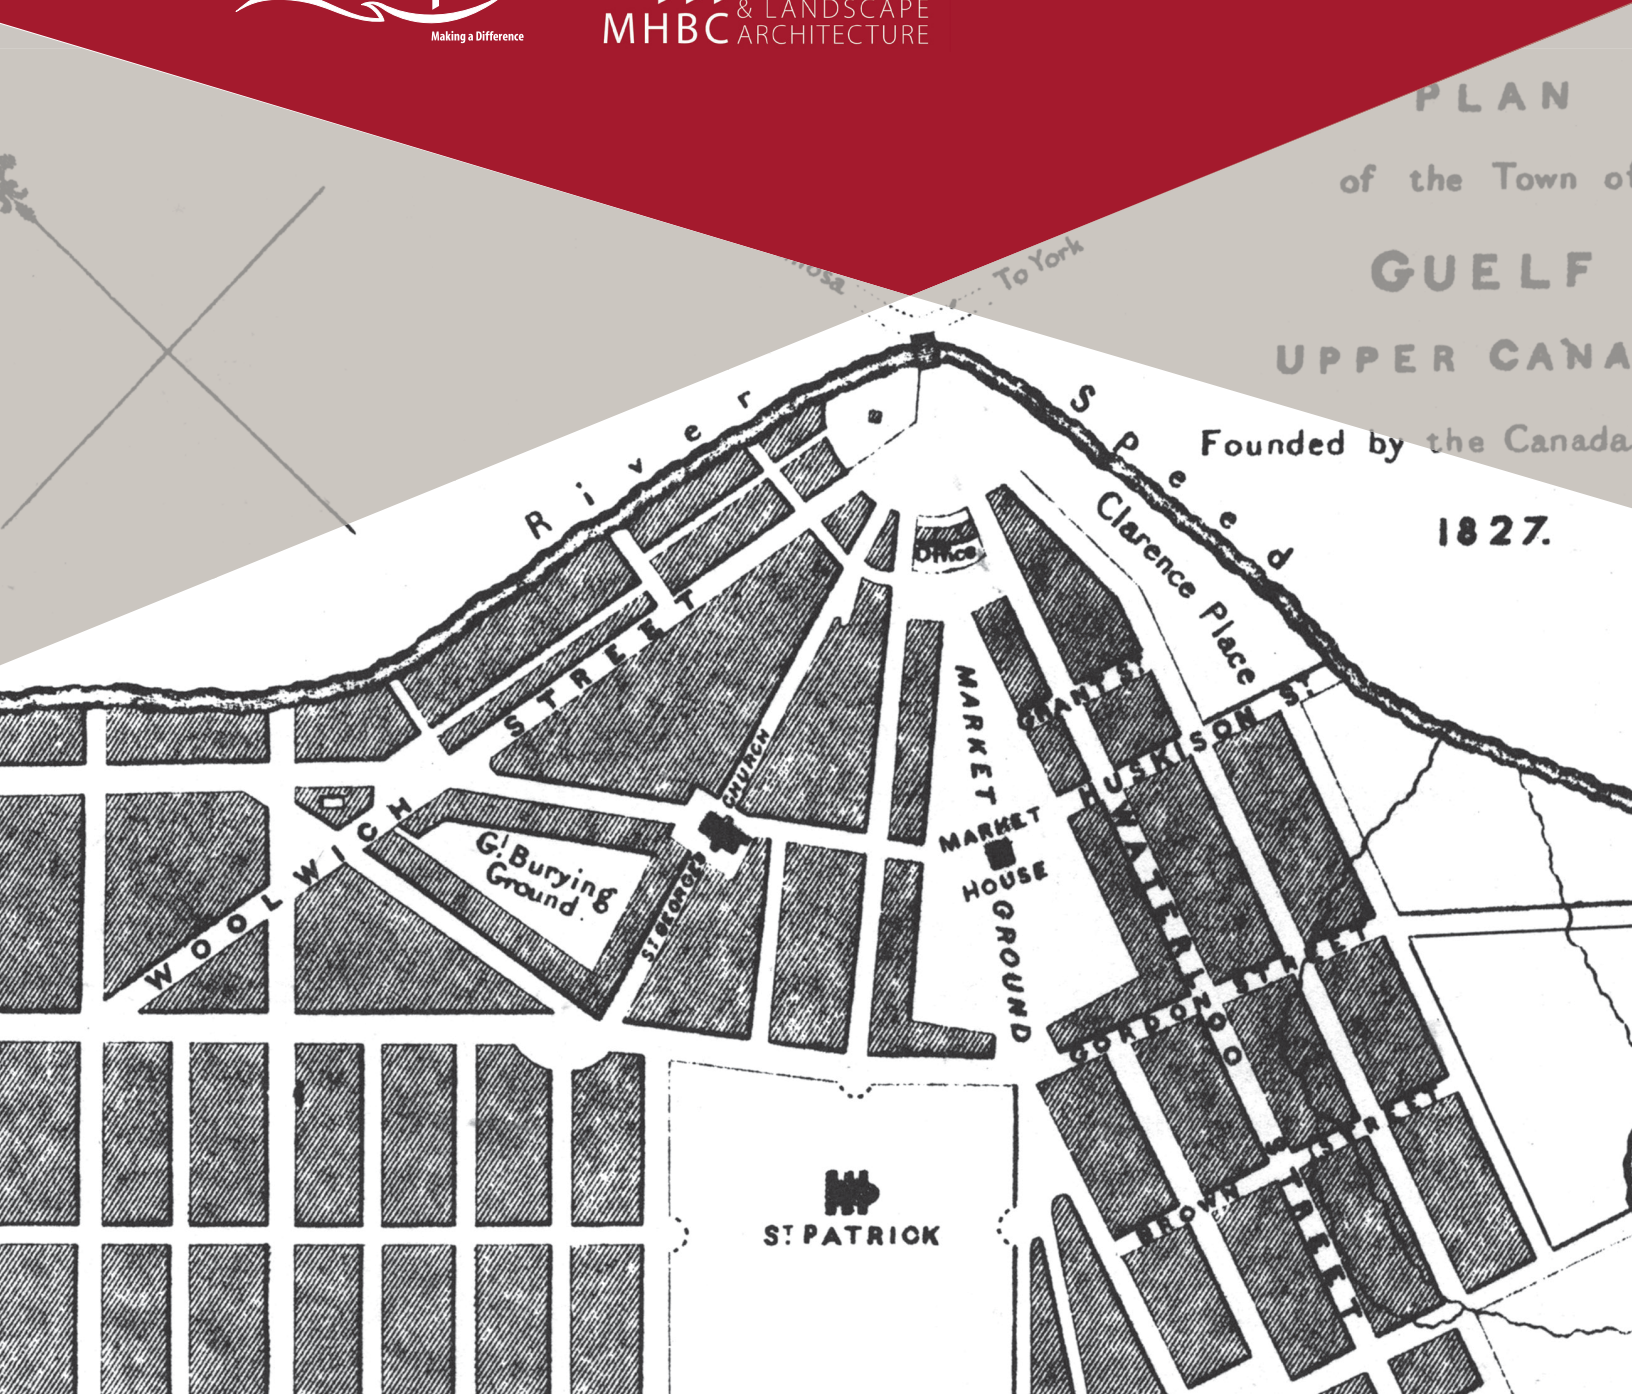 Making a Difference
MHBC
& LANDSCAPE
ARCHITECTURE
PLAN
of the Town of
GUELF
UPPER CANA
Founded by the Canada
1827.
To York
River
Speed
Clarence Place
Office
STREET
WOOLWICH
CHURCH
ST GEORGES
G! Burying
Ground.
MARKET
MARKET
HOUSE
GROUND
GRANT ST.
HUSKISON ST.
WATERLOO
STREET
GORDON STREET
BROWN STREET
ST PATRICK